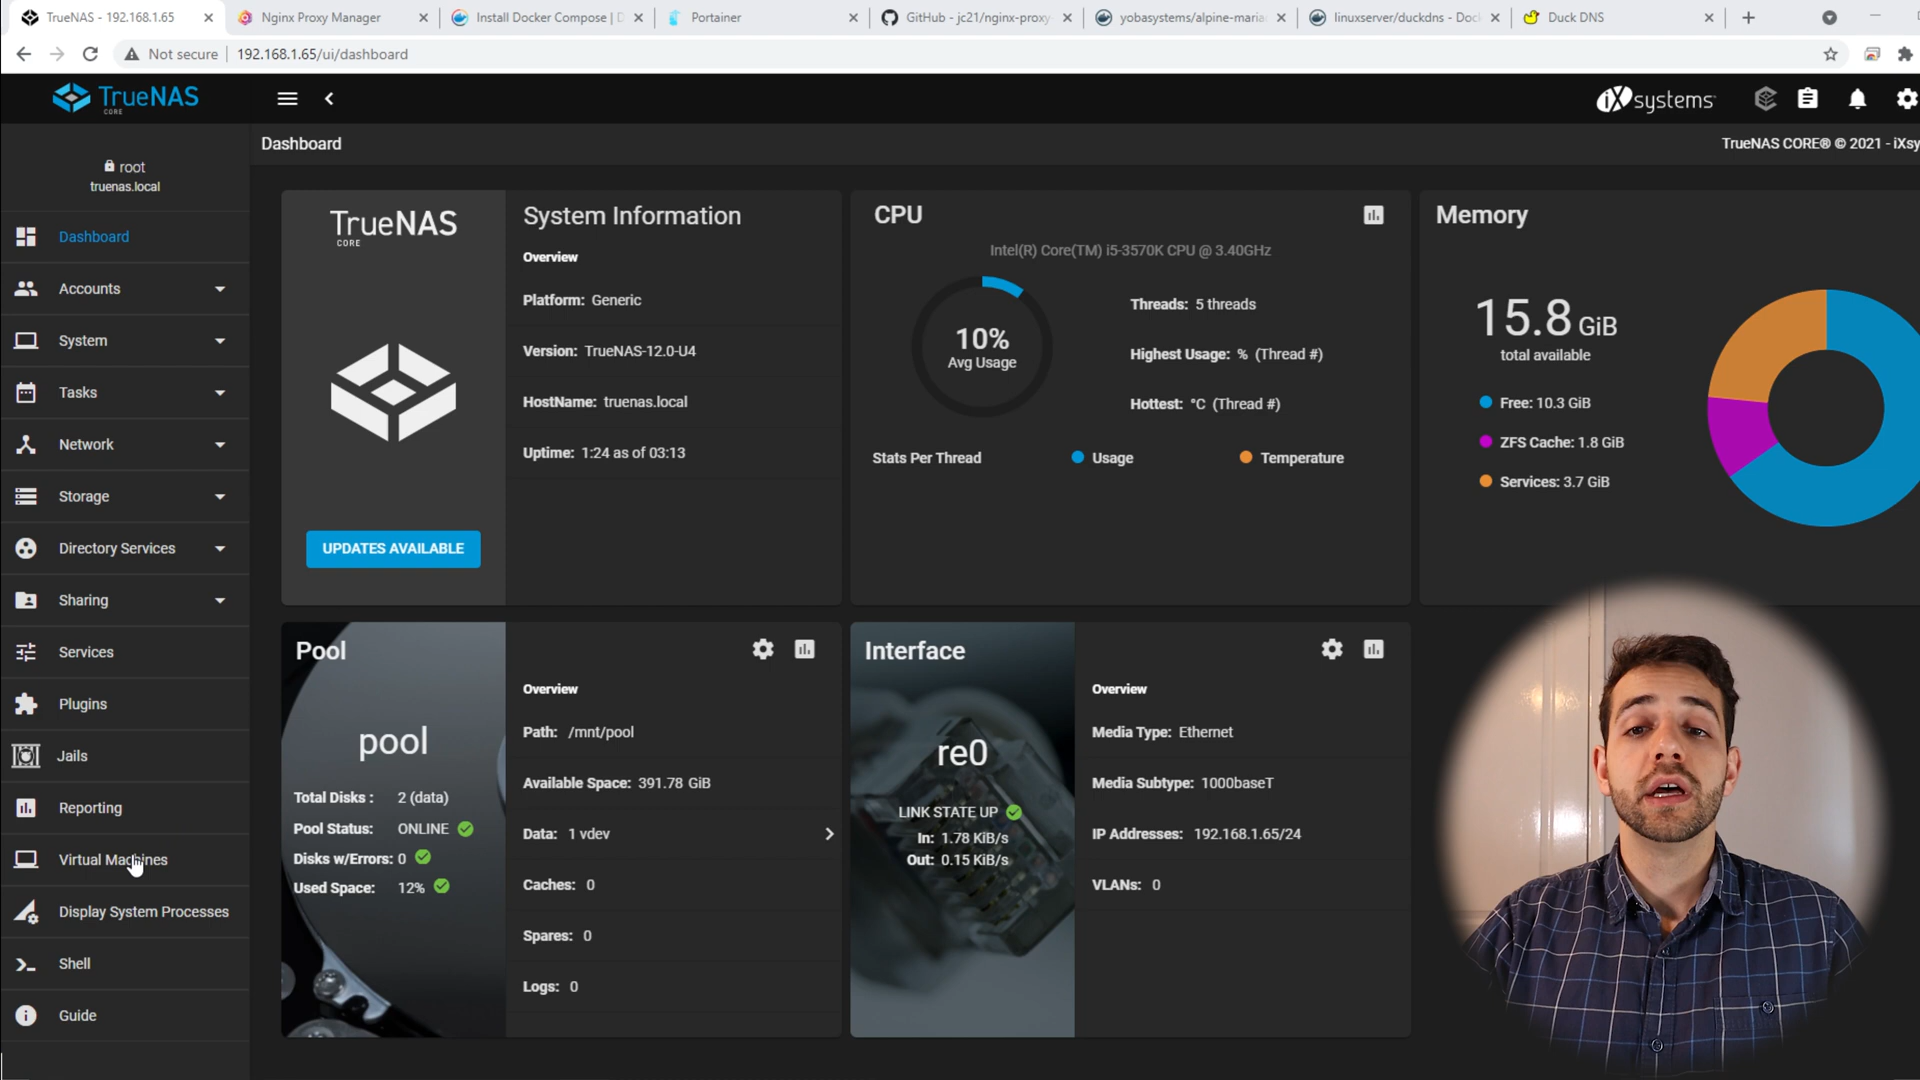 TrueNAS - 192.168.1.65
Nginx Proxy Manager
Install Docker Compose | D
Portainer
GitHub - jc21/nginx-proxy-
yobasystems/alpine-maria
linuxserver/duckdns - Doc
Duck DNS
Not secure
192.168.1.65/ui/dashboard
TrueNAS
CORE
iXsystems
Dashboard
TrueNAS CORE® © 2021 - iXsy
root
truenas.local
Dashboard
Accounts
System
Tasks
Network
Storage
Directory Services
Sharing
Services
Plugins
Jails
Reporting
Virtual Machines
Display System Processes
Shell
Guide
TrueNAS
CORE
UPDATES AVAILABLE
System Information
Overview
Platform: Generic
Version: TrueNAS-12.0-U4
HostName: truenas.local
Uptime: 1:24 as of 03:13
CPU
Intel(R) Core(TM) i5-3570K CPU @ 3.40GHz
10%
Avg Usage
Threads: 5 threads
Highest Usage: % (Thread #)
Hottest: °C (Thread #)
Stats Per Thread
Usage
Temperature
Memory
15.8 GiB
total available
Free: 10.3 GiB
ZFS Cache: 1.8 GiB
Services: 3.7 GiB
Pool
pool
Total Disks : 2 (data)
Pool Status: ONLINE
Disks w/Errors: 0
Used Space: 12%
Overview
Path: /mnt/pool
Available Space: 391.78 GiB
Data: 1 vdev
Caches: 0
Spares: 0
Logs: 0
Interface
re0
LINK STATE UP
In: 1.78 KiB/s
Out: 0.15 KiB/s
Overview
Media Type: Ethernet
Media Subtype: 1000baseT
IP Addresses: 192.168.1.65/24
VLANs: 0